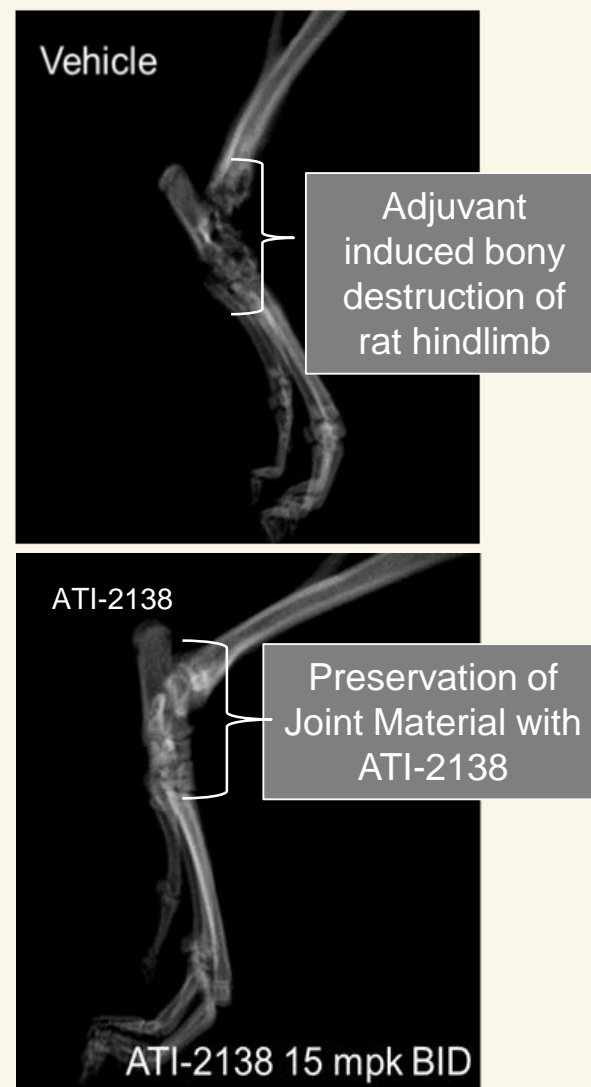 Vehicle
Adjuvant
induced bony
destruction of
rat hindlimb
ATI-2138
Preservation of
Joint Material with
ATI-2138
ATI-2138 15 mpk BID